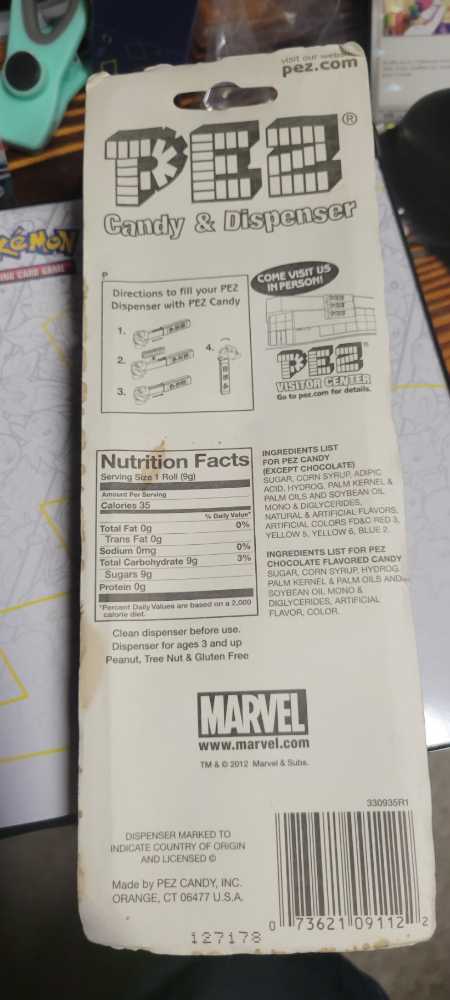 visit our website
pez.com
PEZ®
Candy & Dispenser
P
Directions to fill your PEZ
Dispenser with PEZ Candy
1.
2.
3.
4.
COME VISIT US
IN PERSON!
PEZ®
VISITOR CENTER
Go to pez.com for details.
Nutrition Facts
Serving Size 1 Roll (9g)
Amount Per Serving
Calories 35
% Daily Value*
Total Fat 0g 0%
Trans Fat 0g
Sodium 0mg 0%
Total Carbohydrate 9g 3%
Sugars 9g
Protein 0g
*Percent Daily Values are based on a 2,000
calorie diet.
INGREDIENTS LIST
FOR PEZ CANDY
(EXCEPT CHOCOLATE)
SUGAR, CORN SYRUP, ADIPIC
ACID, HYDROG. PALM KERNEL &
PALM OILS AND SOYBEAN OIL
MONO & DIGLYCERIDES,
NATURAL & ARTIFICIAL FLAVORS,
ARTIFICIAL COLORS FD&C RED 3,
YELLOW 5, YELLOW 6, BLUE 2.
INGREDIENTS LIST FOR PEZ
CHOCOLATE FLAVORED CANDY
SUGAR, CORN SYRUP, HYDROG.
PALM KERNEL & PALM OILS AND
SOYBEAN OIL MONO &
DIGLYCERIDES, ARTIFICIAL
FLAVOR, COLOR.
Clean dispenser before use.
Dispenser for ages 3 and up
Peanut, Tree Nut & Gluten Free
MARVEL
www.marvel.com
TM & © 2012 Marvel & Subs.
330935R1
DISPENSER MARKED TO
INDICATE COUNTRY OF ORIGIN
AND LICENSED ©
Made by PEZ CANDY, INC.
ORANGE, CT 06477 U.S.A.
0 73621 09112 2
127178
KéMON
NG CARD GAME